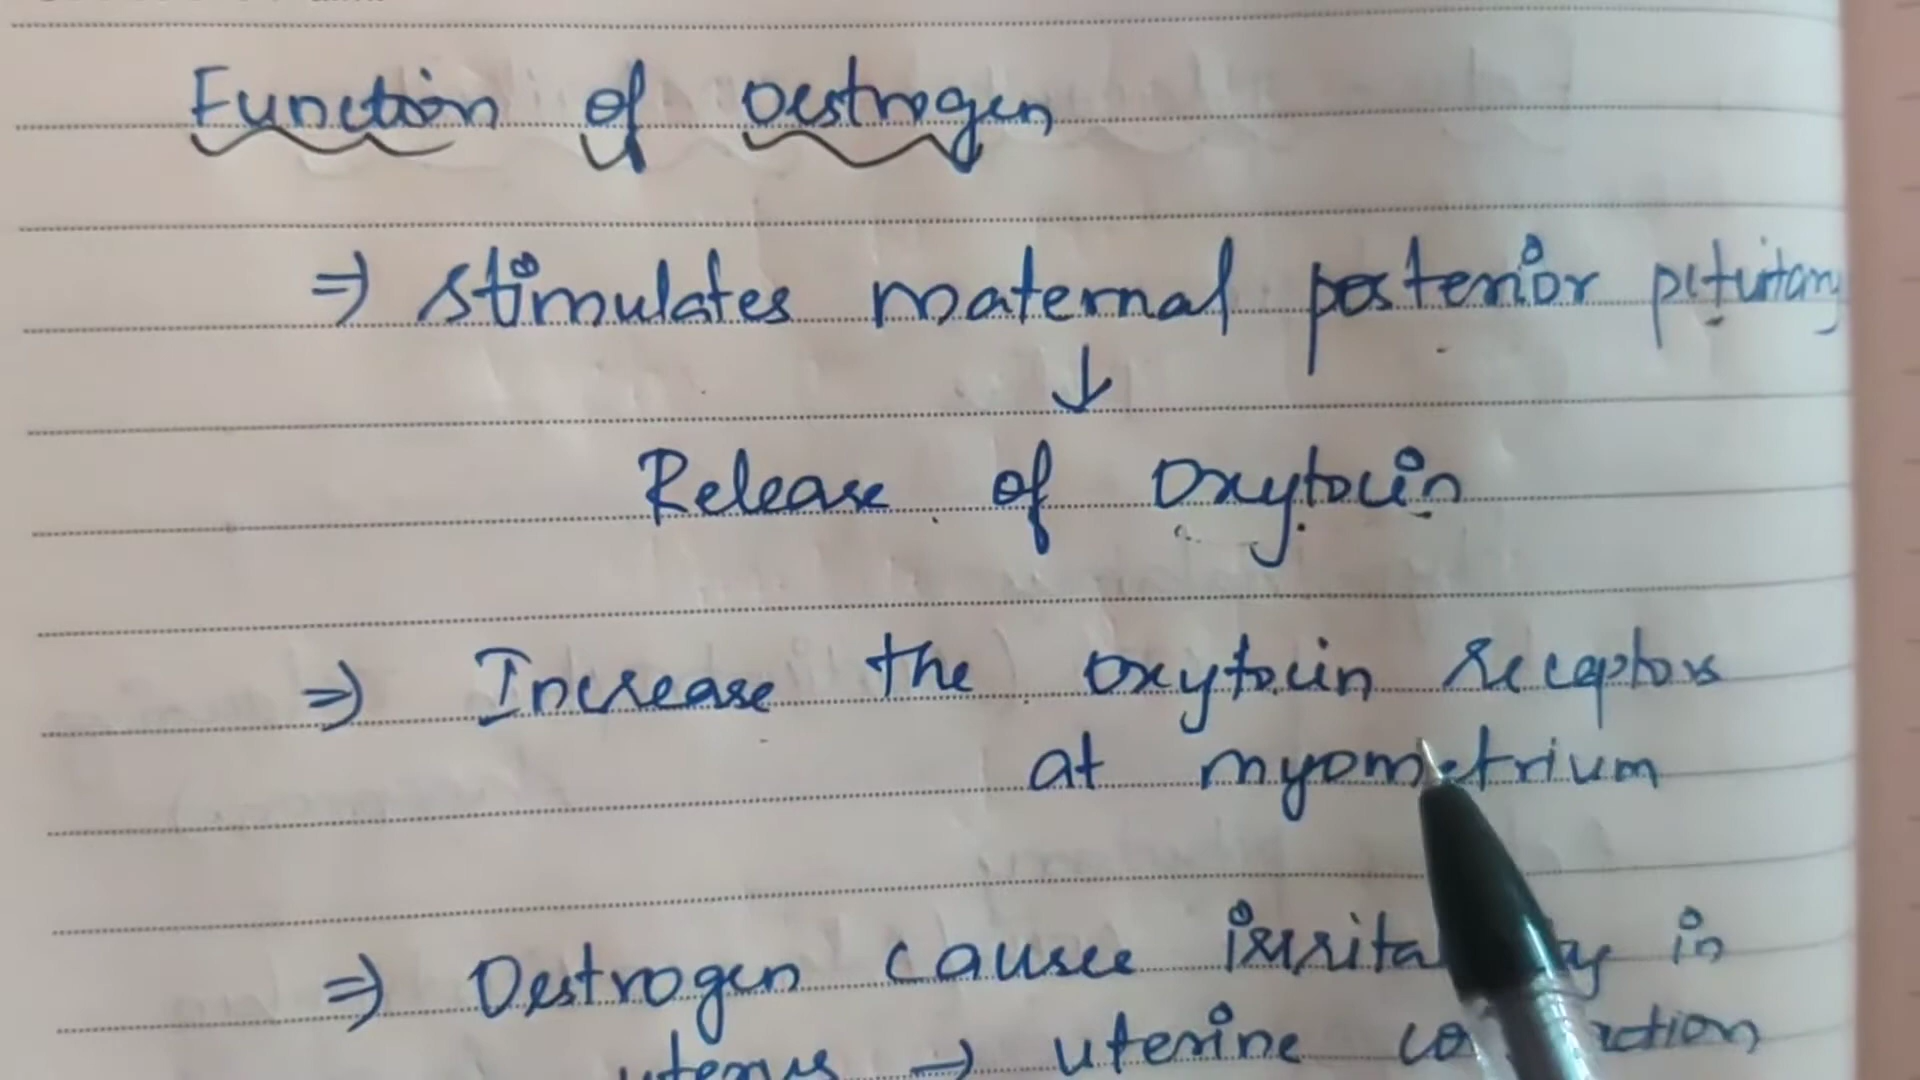 Function of Oestrogen
⇒ stimulates maternal posterior pituitary
↓
Release of Oxytocin
⇒ Increase the oxytocin receptors
at myometrium
⇒ Oestrogen causes in
uterus → uterine